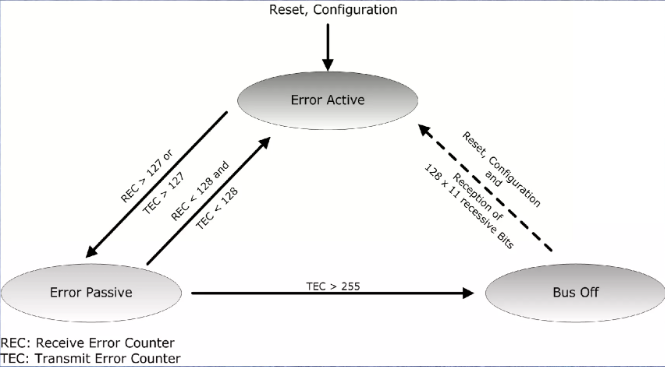 Reset, Configuration
Error Active
REC > 127 or
TEC > 127
REC < 128 and
TEC < 128
Reset, Configuration
and
Reception of
128 x 11 recessive Bits
Error Passive
TEC > 255
Bus Off
REC: Receive Error Counter
TEC: Transmit Error Counter